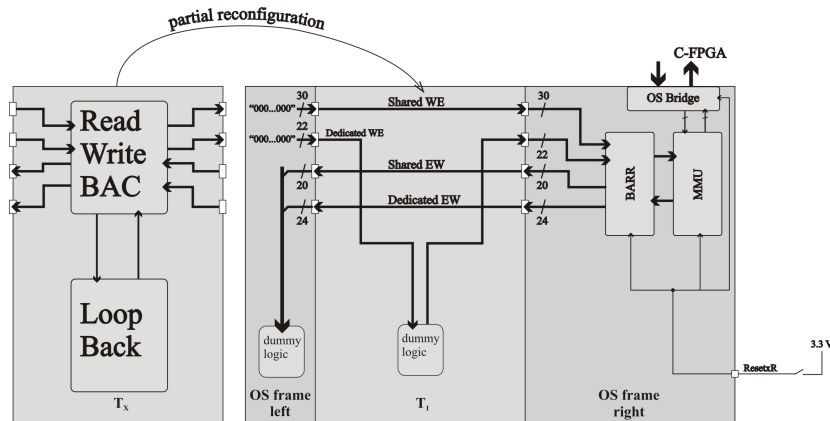 partial reconfiguration
C-FPGA
Read
Write
BAC
Loop
Back
Tx
"000...000"
30
Shared WE
30
OS Bridge
"000...000"
22
Dedicated WE
22
Shared EW
20
20
Dedicated EW
24
24
BARR
MMU
dummy
logic
dummy
logic
3.3 V
ResetxR
OS frame
left
T1
OS frame
right